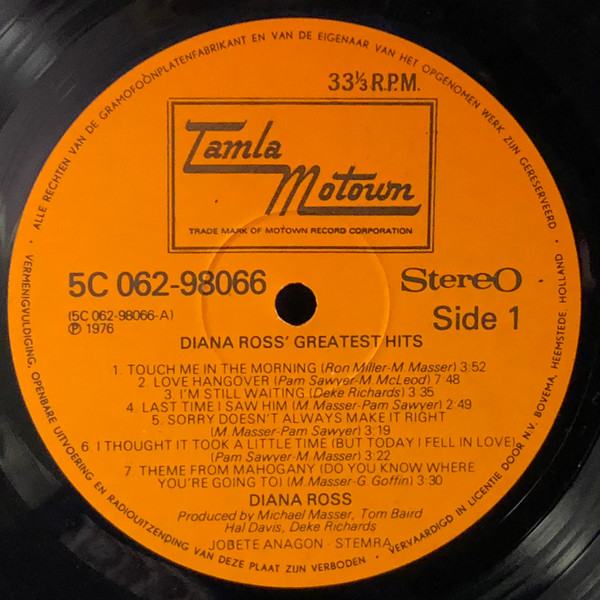 ALLE RECHTEN VAN DE GRAMOFOONPLATENFABRIKANT EN VAN DE EIGENAAR VAN HET OPGENOMEN WERK ZIJN GERESERVEERD
33⅓ R.P.M.
Tamla
Motown
TRADE MARK OF MOTOWN RECORD CORPORATION
5C 062-98066
StereO
(5C 062-98066-A)
Ⓟ 1976
Side 1
DIANA ROSS' GREATEST HITS
1. TOUCH ME IN THE MORNING (Ron Miller-M. Masser) 3:52
2. LOVE HANGOVER (Pam Sawyer-M. McLeod) 7 48
3. I'M STILL WAITING (Deke Richards) 3 35
4. LAST TIME I SAW HIM (M. Masser-Pam Sawyer) 2:49
5. SORRY DOESN'T ALWAYS MAKE IT RIGHT
(M. Masser-Pam Sawyer) 3:19
6. I THOUGHT IT TOOK A LITTLE TIME (BUT TODAY I FELL IN LOVE)
(Pam Sawyer-M. Masser) 3:22
7. THEME FROM MAHOGANY (DO YOU KNOW WHERE
YOU'RE GOING TO) (M. Masser-G. Goffin) 3:30
DIANA ROSS
Produced by Michael Masser, Tom Baird
Hal Davis, Deke Richards
JOBETE ANAGON - STEMRA
VERMENIGVULDIGING, OPENBARE UITVOERING EN RADIOUITZENDING VAN DEZE PLAAT ZIJN VERBODEN
VERVAARDIGD IN LICENTIE DOOR N.V. BOVEMA, HEEMSTEDE, HOLLAND